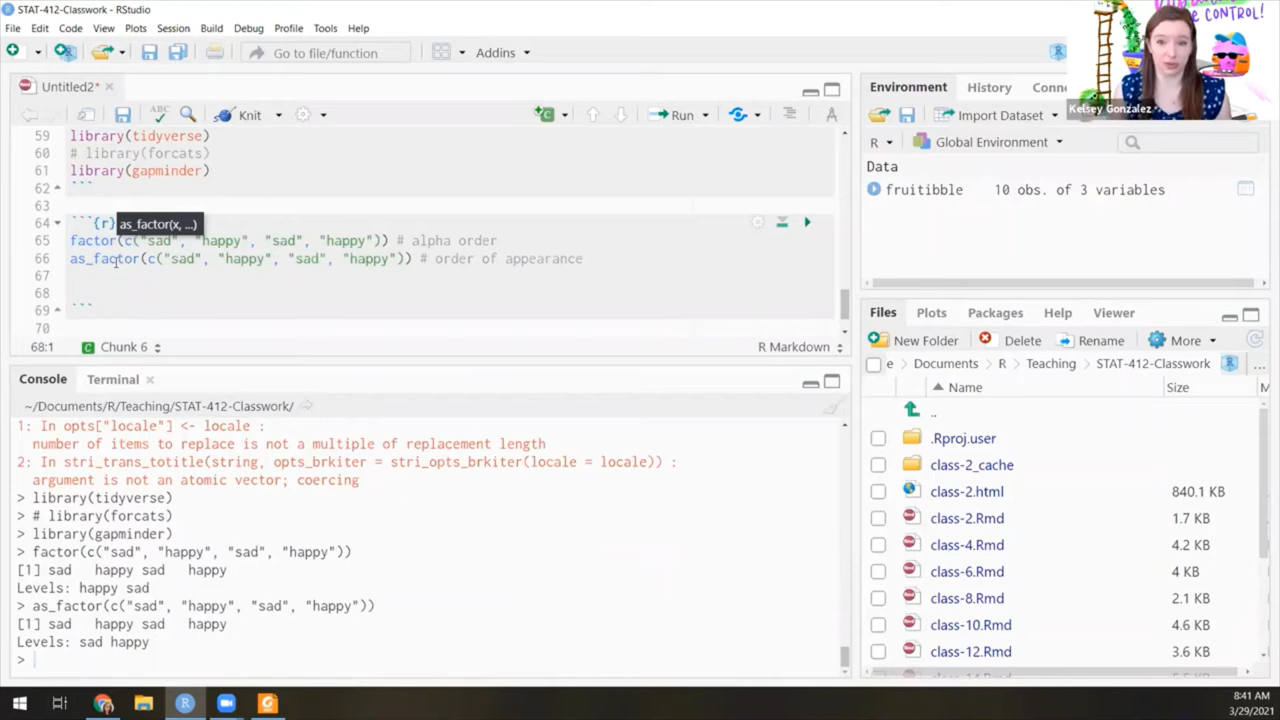 STAT-412-Classwork - RStudio
CONTROL!
File Edit Code View Plots Session Build Debug Profile Tools Help
Go to file/function
Addins
Kelsey Gonzalez
Untitled2*
Environment History Conn
ABC
Knit
Run
Import Dataset
R
Global Environment
Data
fruitibble 10 obs. of 3 variables
59 library(tidyverse)
60 # library(forcats)
61 library(gapminder)
62 ```
63
64 ```{r}
as_factor(x, ...)
65 factor(c("sad", "happy", "sad", "happy")) # alpha order
66 as_factor(c("sad", "happy", "sad", "happy")) # order of appearance
67
68
69 ```
70
68:1 Chunk 6 R Markdown
Files Plots Packages Help Viewer
New Folder Delete Rename More
e Documents R Teaching STAT-412-Classwork ...
Name Size
..
.Rproj.user
class-2_cache
class-2.html 840.1 KB
class-2.Rmd 1.7 KB
class-4.Rmd 4.2 KB
class-6.Rmd 4 KB
class-8.Rmd 2.1 KB
class-10.Rmd 4.6 KB
class-12.Rmd 3.6 KB
Console Terminal
~/Documents/R/Teaching/STAT-412-Classwork/
1: In opts["locale"] <- locale :
number of items to replace is not a multiple of replacement length
2: In stri_trans_totitle(string, opts_brkiter = stri_opts_brkiter(locale = locale)) :
argument is not an atomic vector; coercing
> library(tidyverse)
> # library(forcats)
> library(gapminder)
> factor(c("sad", "happy", "sad", "happy"))
[1] sad happy sad happy
Levels: happy sad
> as_factor(c("sad", "happy", "sad", "happy"))
[1] sad happy sad happy
Levels: sad happy
>
8:41 AM
3/29/2021